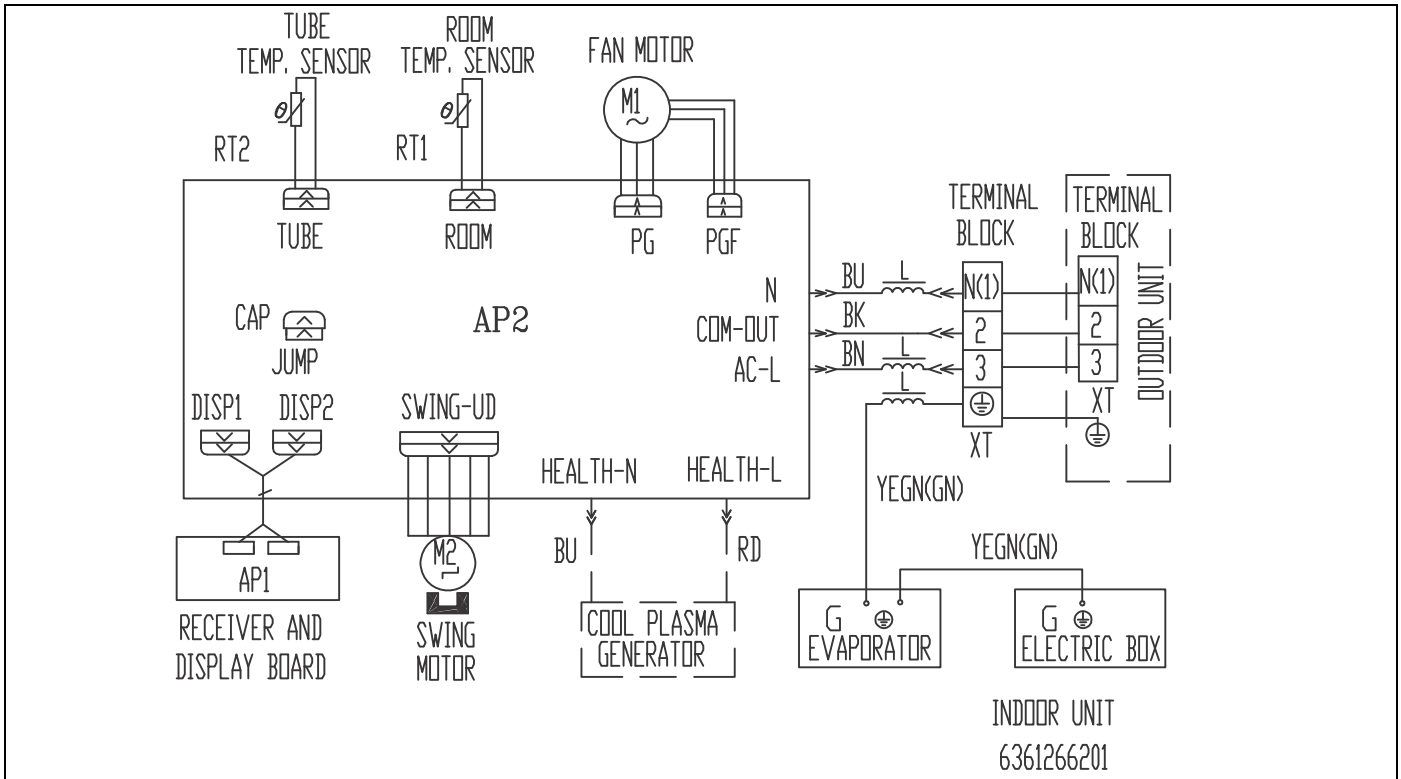 TUBE
TEMP. SENSOR
ROOM
TEMP. SENSOR
FAN MOTOR
θ
θ
M1
RT2
RT1
TUBE
ROOM
PG
PGF
TERMINAL
BLOCK
TERMINAL
BLOCK
OUTDOOR UNIT
N
BU
L
N(1)
N(1)
CAP
JUMP
AP2
COM-OUT
BK
2
2
AC-L
BN
L
3
3
L
XT
XT
DISP1
DISP2
SWING-UD
HEALTH-N
HEALTH-L
YEGN(GN)
BU
RD
YEGN(GN)
M2
AP1
RECEIVER AND
DISPLAY BOARD
SWING
MOTOR
COOL PLASMA
GENERATOR
G
EVAPORATOR
G
ELECTRIC BOX
INDOOR UNIT
6361266201